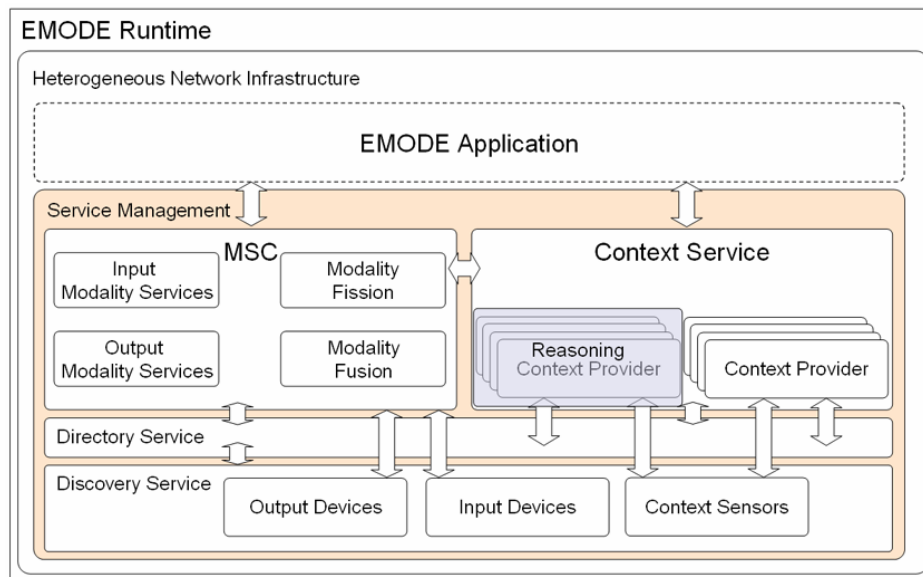 EMODE Runtime
Heterogeneous Network Infrastructure
EMODE Application
Service Management
MSC
Input
Modality Services
Modality
Fission
Output
Modality Services
Modality
Fusion
Context Service
Reasoning
Context Provider
Context Provider
Directory Service
Discovery Service
Output Devices
Input Devices
Context Sensors